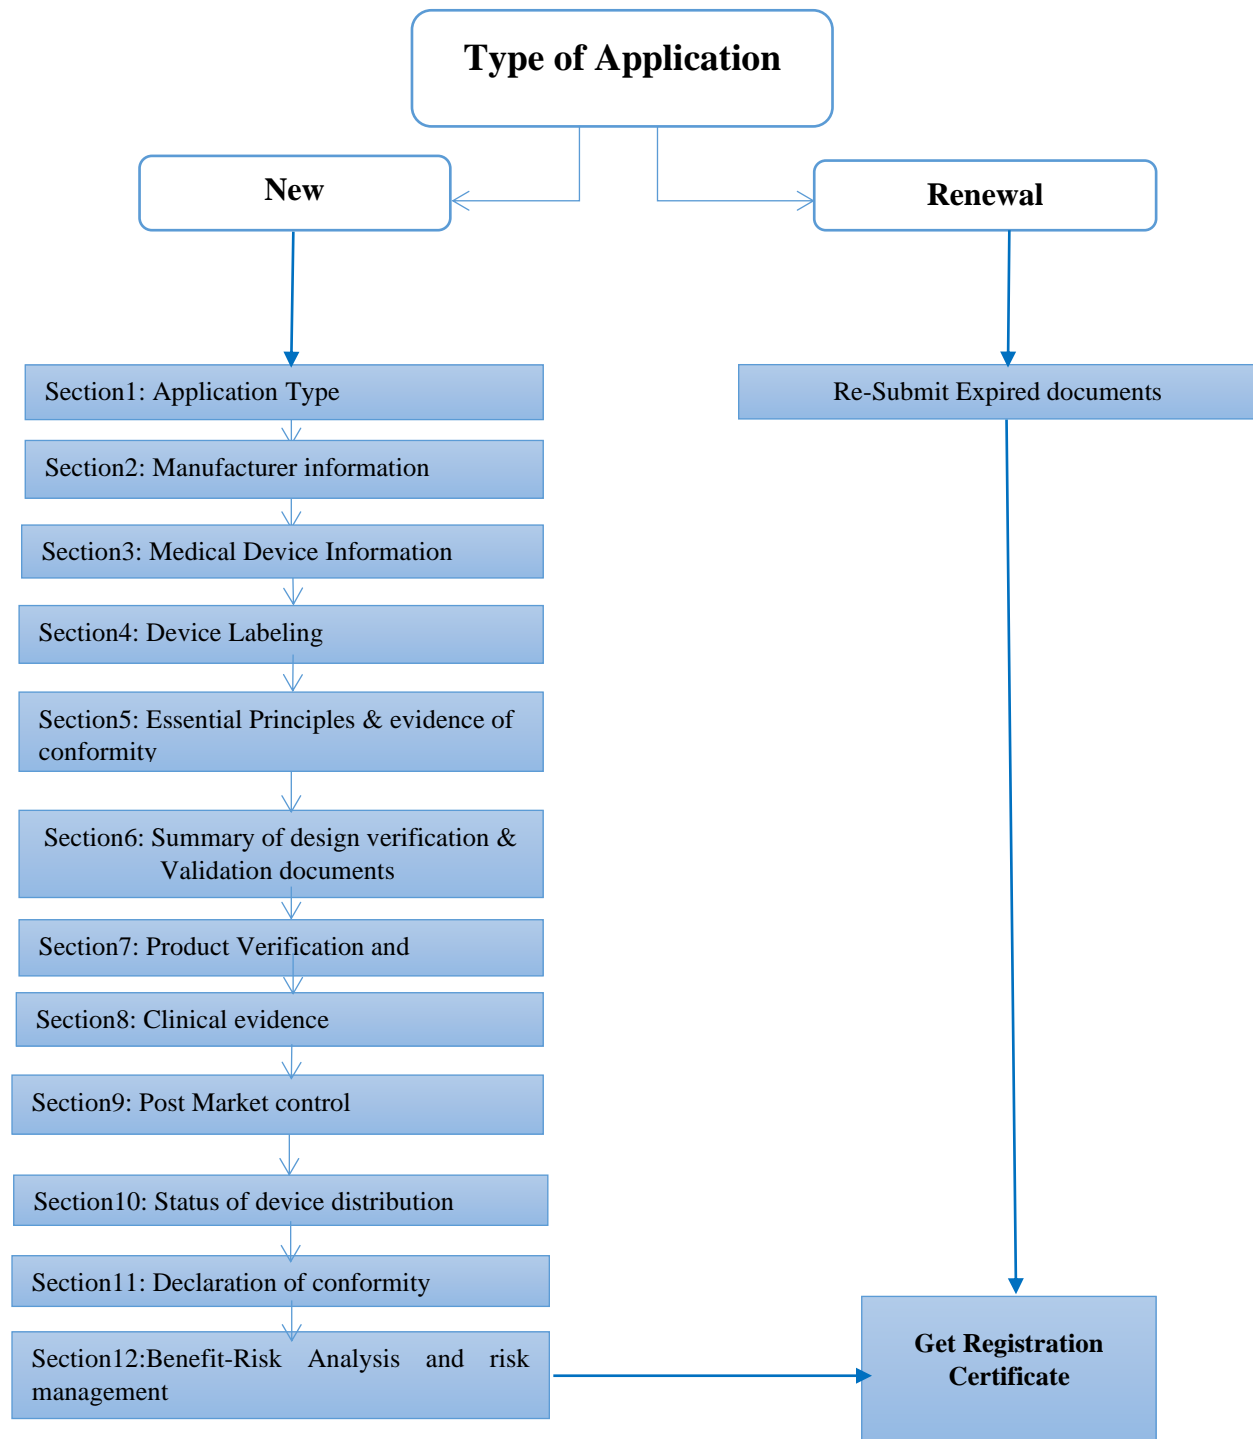 Type of Application
New
Renewal
Section1: Application Type
Re-Submit Expired documents
Section2: Manufacturer information
Section3: Medical Device Information
Section4: Device Labeling
Section5: Essential Principles & evidence of
conformity
Section6: Summary of design verification &
Validation documents
Section7: Product Verification and
Section8: Clinical evidence
Section9: Post Market control
Section10: Status of device distribution
Section11: Declaration of conformity
Section12:Benefit-Risk Analysis and risk
management
Get Registration
Certificate